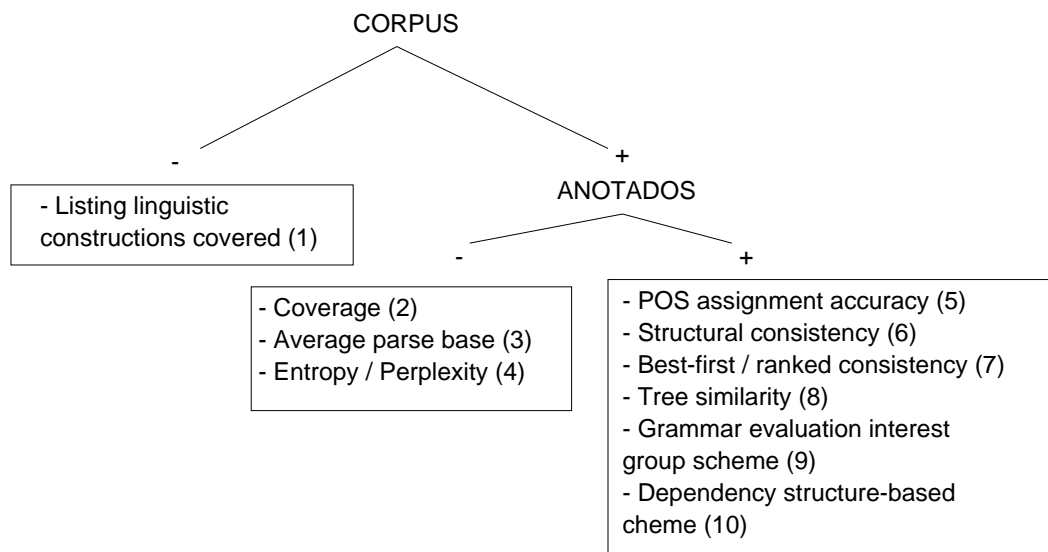 CORPUS
-
+
- Listing linguistic
constructions covered (1)
ANOTADOS
-
+
- Coverage (2)
- Average parse base (3)
- Entropy / Perplexity (4)
- POS assignment accuracy (5)
- Structural consistency (6)
- Best-first / ranked consistency (7)
- Tree similarity (8)
- Grammar evaluation interest
group scheme (9)
- Dependency structure-based
cheme (10)